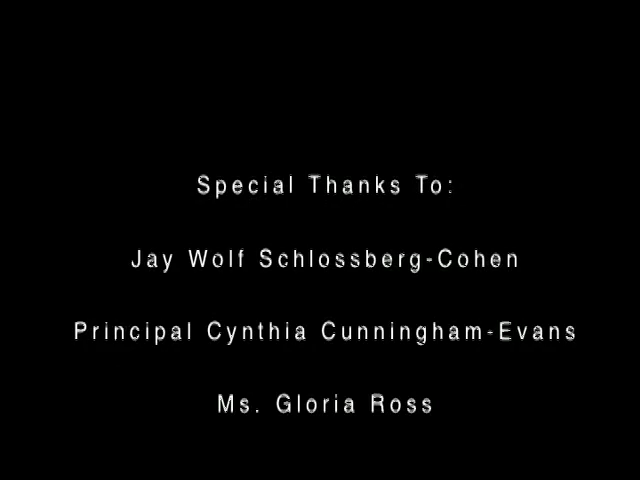 Special Thanks To:
Jay Wolf Schlossberg-Cohen
Principal Cynthia Cunningham-Evans
Ms. Gloria Ross